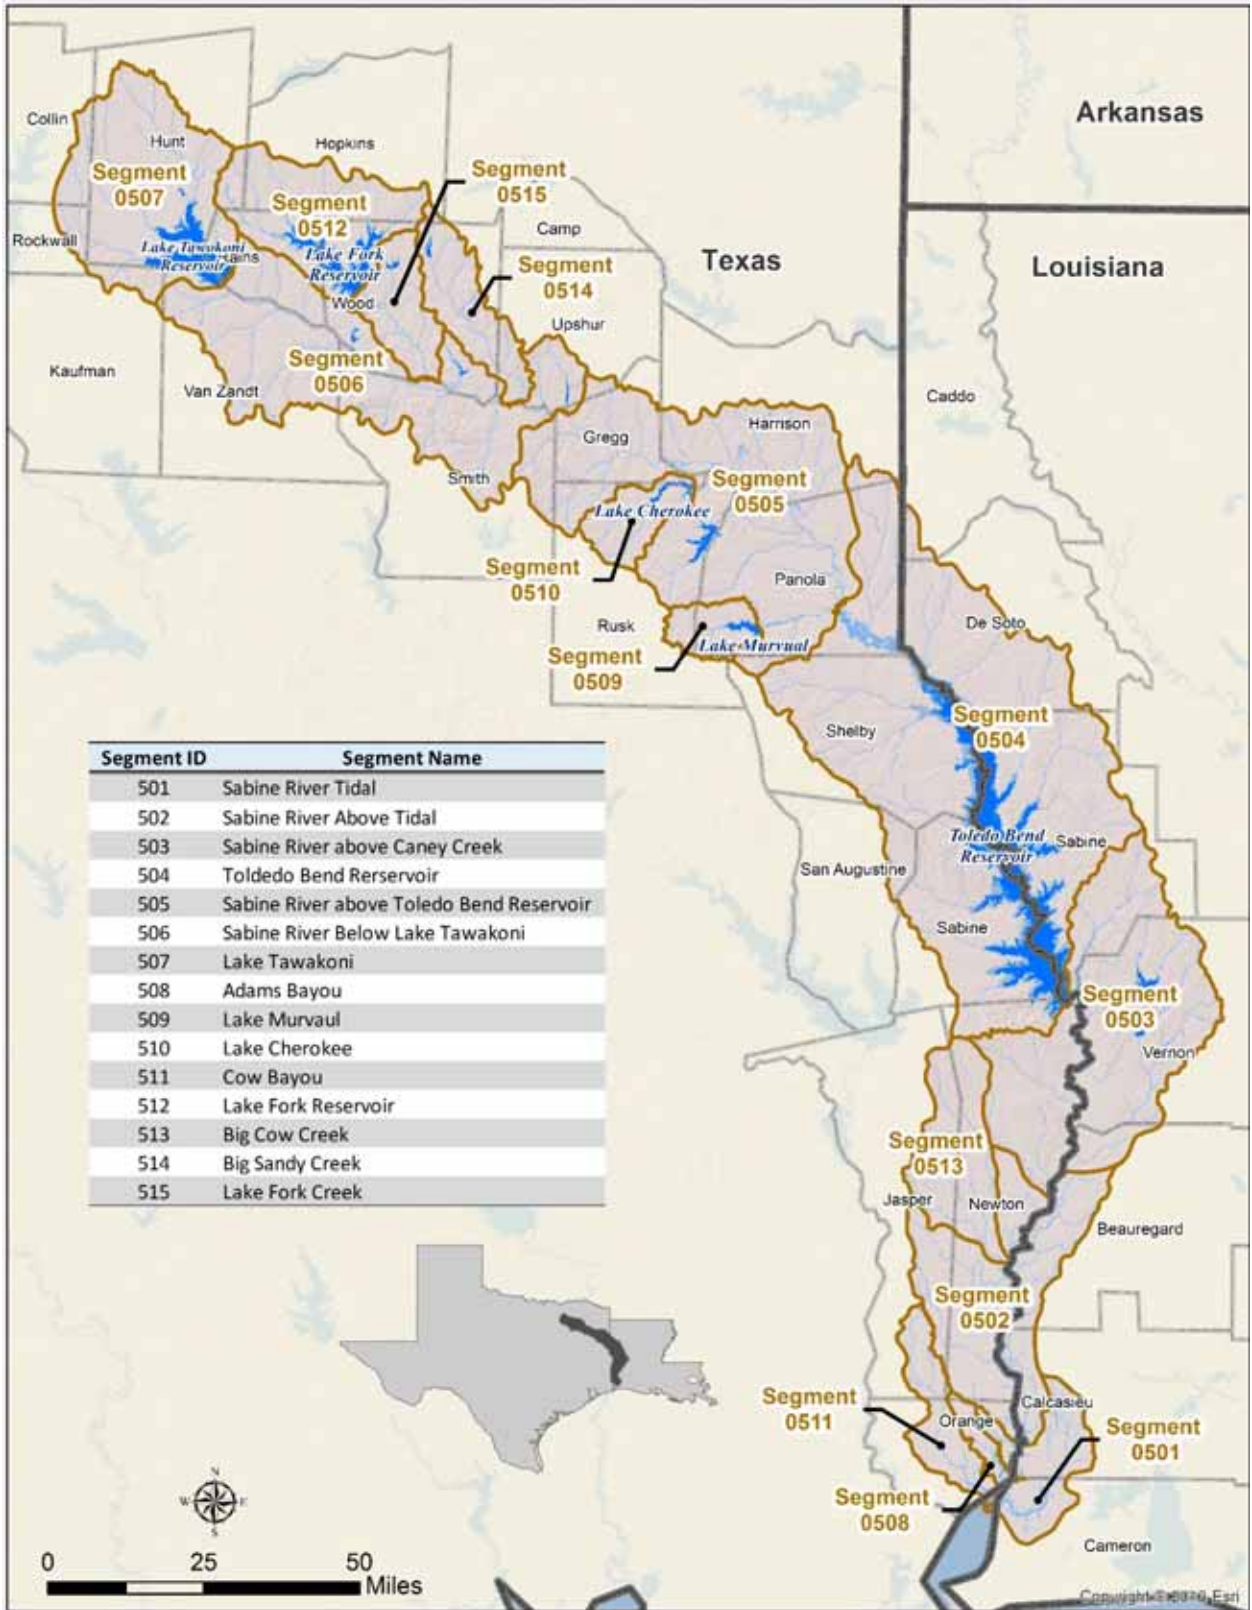 Arkansas
Collin
Hunt
Hopkins
Segment
0507
Segment
0515
Segment
0512
Camp
Rockwall
Lake Tawakoni
Reservoir
Rains
Lake Fork
Reservoir
Texas
Louisiana
Segment
0514
Wood
Upshur
Segment
0506
Kaufman
Van Zandt
Caddo
Gregg
Harrison
Smith
Segment
0505
Lake Cherokee
Segment
0510
Panola
Rusk
De Soto
Lake Murvual
Segment
0509
Segment
0504
Shelby
Segment ID Segment Name
501 Sabine River Tidal
502 Sabine River Above Tidal
503 Sabine River above Caney Creek
504 Toldedo Bend Rerservoir
505 Sabine River above Toledo Bend Reservoir
506 Sabine River Below Lake Tawakoni
507 Lake Tawakoni
508 Adams Bayou
509 Lake Murvaul
510 Lake Cherokee
511 Cow Bayou
512 Lake Fork Reservoir
513 Big Cow Creek
514 Big Sandy Creek
515 Lake Fork Creek
Toledo Bend
Reservoir
Sabine
San Augustine
Sabine
Segment
0503
Vernon
Segment
0513
Jasper
Newton
Beauregard
Segment
0502
Segment
0511
Orange
Calcasieu
Segment
0501
Segment
0508
Cameron
N
W E
S
0 25 50
Miles